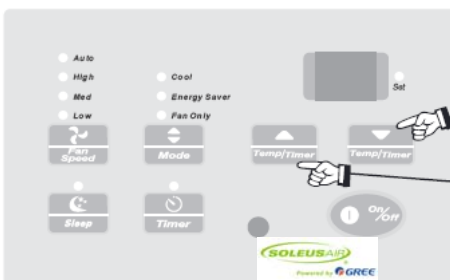 Auto
High
Med
Low
Cool
Energy Saver
Fan Only
Set
Fan
Speed
Mode
Temp/Timer
Temp/Timer
Sleep
Timer
On/Off
SOLEUSAIR
Powered by GREE